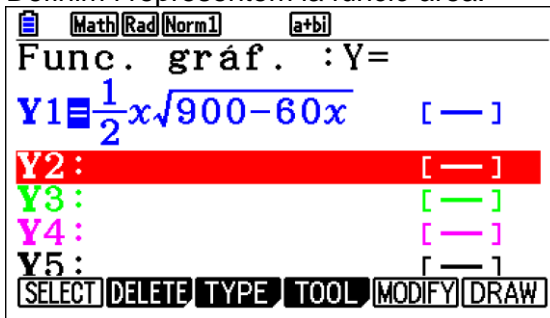 Definim i representem la funció àrea:
Math Rad Norm1 a+bi
Func. gráf. :Y=
Y1=1/2x√900-60x [—]
Y2: [—]
Y3: [—]
Y4: [—]
Y5: [—]
SELECT DELETE TYPE TOOL MODIFY DRAW